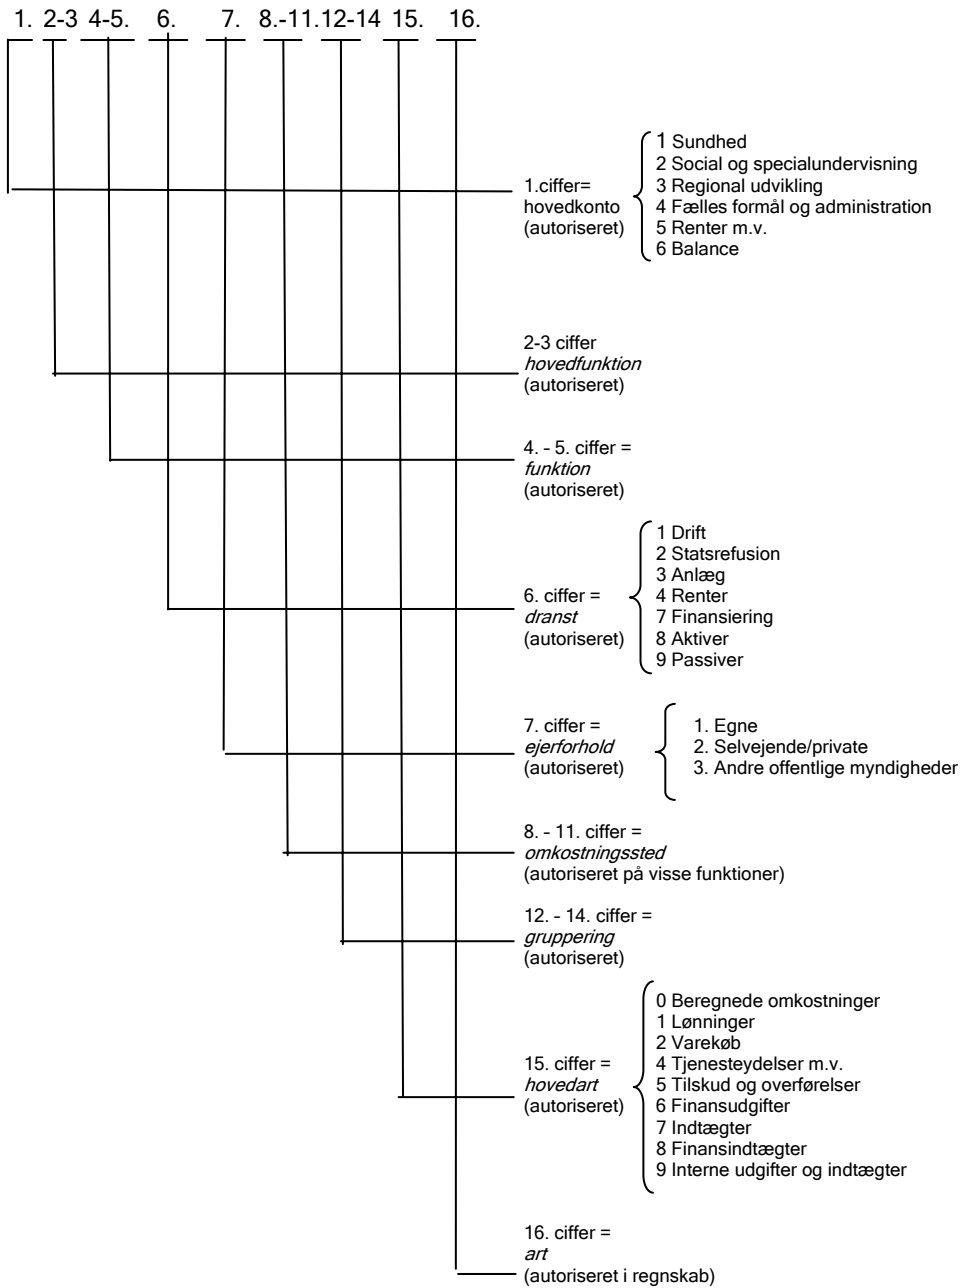 1. 2-3 4-5. 6. 7. 8.-11.12-14 15. 16.
1.ciffer=
hovedkonto
(autoriseret)
1 Sundhed
2 Social og specialundervisning
3 Regional udvikling
4 Fælles formål og administration
5 Renter m.v.
6 Balance
2-3 ciffer
hovedfunktion
(autoriseret)
4. - 5. ciffer =
funktion
(autoriseret)
6. ciffer =
dranst
(autoriseret)
1 Drift
2 Statsrefusion
3 Anlæg
4 Renter
7 Finansiering
8 Aktiver
9 Passiver
7. ciffer =
ejerforhold
(autoriseret)
1. Egne
2. Selvejende/private
3. Andre offentlige myndigheder
8. - 11. ciffer =
omkostningssted
(autoriseret på visse funktioner)
12. - 14. ciffer =
gruppering
(autoriseret)
15. ciffer =
hovedart
(autoriseret)
0 Beregnede omkostninger
1 Lønninger
2 Varekøb
4 Tjenesteydelser m.v.
5 Tilskud og overførelser
6 Finansudgifter
7 Indtægter
8 Finansindtægter
9 Interne udgifter og indtægter
16. ciffer =
art
(autoriseret i regnskab)